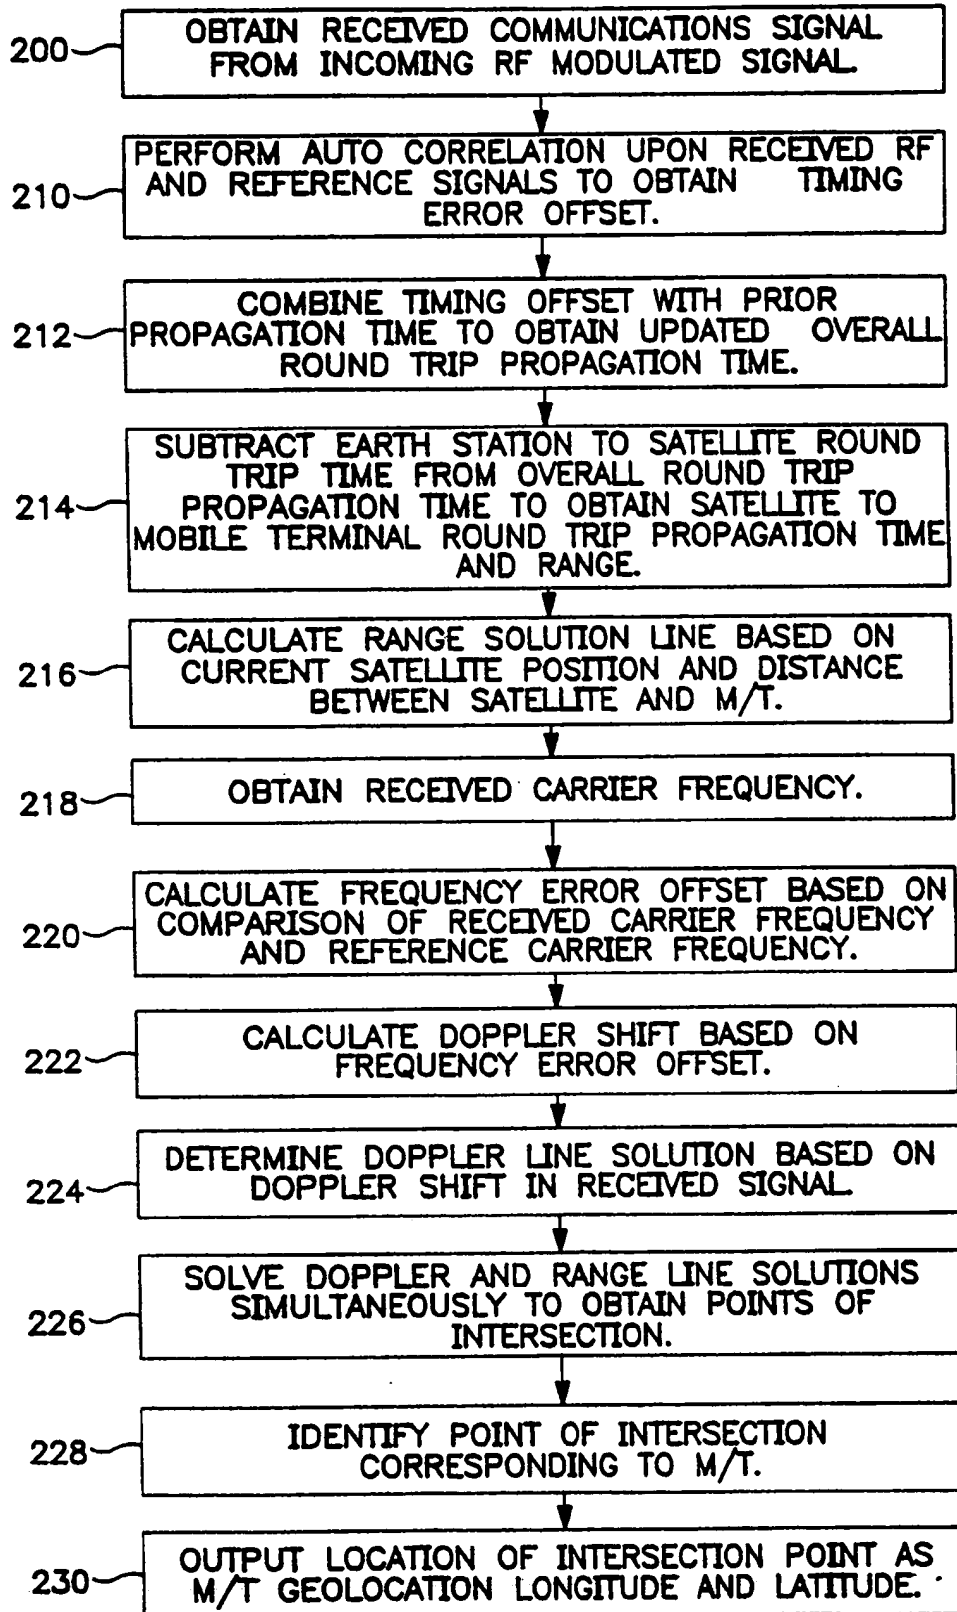 200 OBTAIN RECEIVED COMMUNICATIONS SIGNAL
FROM INCOMING RF MODULATED SIGNAL.
PERFORM AUTO CORRELATION UPON RECEIVED RF
210 AND REFERENCE SIGNALS TO OBTAIN TIMING
ERROR OFFSET.
COMBINE TIMING OFFSET WITH PRIOR
212 PROPAGATION TIME TO OBTAIN UPDATED OVERALL
ROUND TRIP PROPAGATION TIME.
SUBTRACT EARTH STATION TO SATELLITE ROUND
TRIP TIME FROM OVERALL ROUND TRIP
214 PROPAGATION TIME TO OBTAIN SATELLITE TO
MOBILE TERMINAL ROUND TRIP PROPAGATION TIME
AND RANGE.
CALCULATE RANGE SOLUTION LINE BASED ON
216 CURRENT SATELLITE POSITION AND DISTANCE
BETWEEN SATELLITE AND M/T.
218 OBTAIN RECEIVED CARRIER FREQUENCY.
CALCULATE FREQUENCY ERROR OFFSET BASED ON
220 COMPARISON OF RECEIVED CARRIER FREQUENCY
AND REFERENCE CARRIER FREQUENCY.
CALCULATE DOPPLER SHIFT BASED ON
222 FREQUENCY ERROR OFFSET.
DETERMINE DOPPLER LINE SOLUTION BASED ON
224 DOPPLER SHIFT IN RECEIVED SIGNAL.
SOLVE DOPPLER AND RANGE LINE SOLUTIONS
226 SIMULTANEOUSLY TO OBTAIN POINTS OF
INTERSECTION.
IDENTIFY POINT OF INTERSECTION
228 CORRESPONDING TO M/T.
OUTPUT LOCATION OF INTERSECTION POINT AS
230 M/T GEOLOCATION LONGITUDE AND LATITUDE.